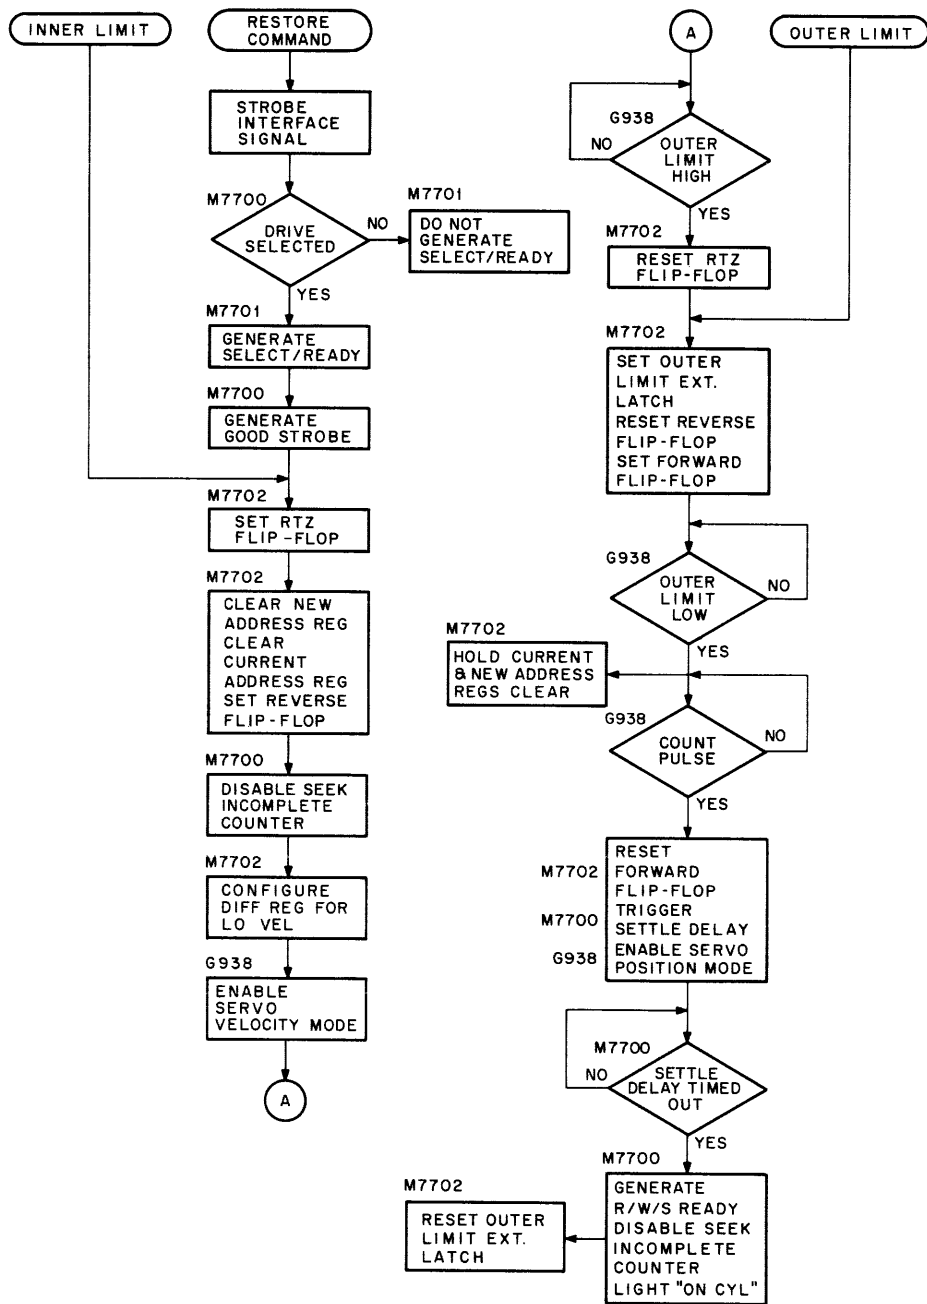 INNER LIMIT
RESTORE
COMMAND
STROBE
INTERFACE
SIGNAL
M7700
DRIVE
SELECTED
NO
M7701
DO NOT
GENERATE
SELECT/READY
YES
M7701
GENERATE
SELECT/READY
M7700
GENERATE
GOOD STROBE
M7702
SET RTZ
FLIP-FLOP
M7702
CLEAR NEW
ADDRESS REG
CLEAR
CURRENT
ADDRESS REG
SET REVERSE
FLIP-FLOP
M7700
DISABLE SEEK
INCOMPLETE
COUNTER
M7702
CONFIGURE
DIFF REG FOR
LO VEL
G938
ENABLE
SERVO
VELOCITY MODE
A
A
OUTER LIMIT
G938
NO
OUTER
LIMIT
HIGH
YES
M7702
RESET RTZ
FLIP-FLOP
M7702
SET OUTER
LIMIT EXT.
LATCH
RESET REVERSE
FLIP-FLOP
SET FORWARD
FLIP-FLOP
G938
OUTER
LIMIT
LOW
NO
YES
M7702
HOLD CURRENT
& NEW ADDRESS
REGS CLEAR
G938
COUNT
PULSE
NO
YES
RESET
M7702 FORWARD
FLIP-FLOP
TRIGGER
M7700 SETTLE DELAY
G938 ENABLE SERVO
POSITION MODE
M7700
NO
SETTLE
DELAY TIMED
OUT
YES
M7700
GENERATE
R/W/S READY
DISABLE SEEK
INCOMPLETE
COUNTER
LIGHT "ON CYL"
M7702
RESET OUTER
LIMIT EXT.
LATCH